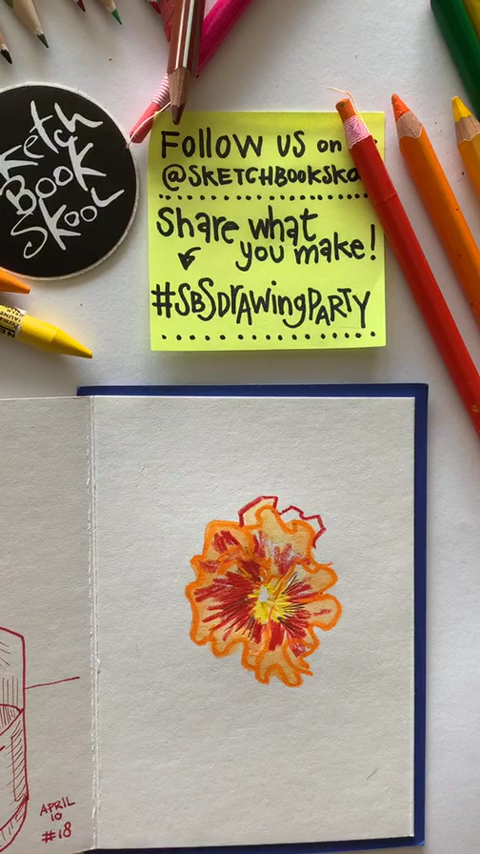 Sketch
Book
Skool
Follow us on
@SKETCHBOOKSKO
Share what
you make!
#SBSDRAWingPARTY
APRIL
10
#18